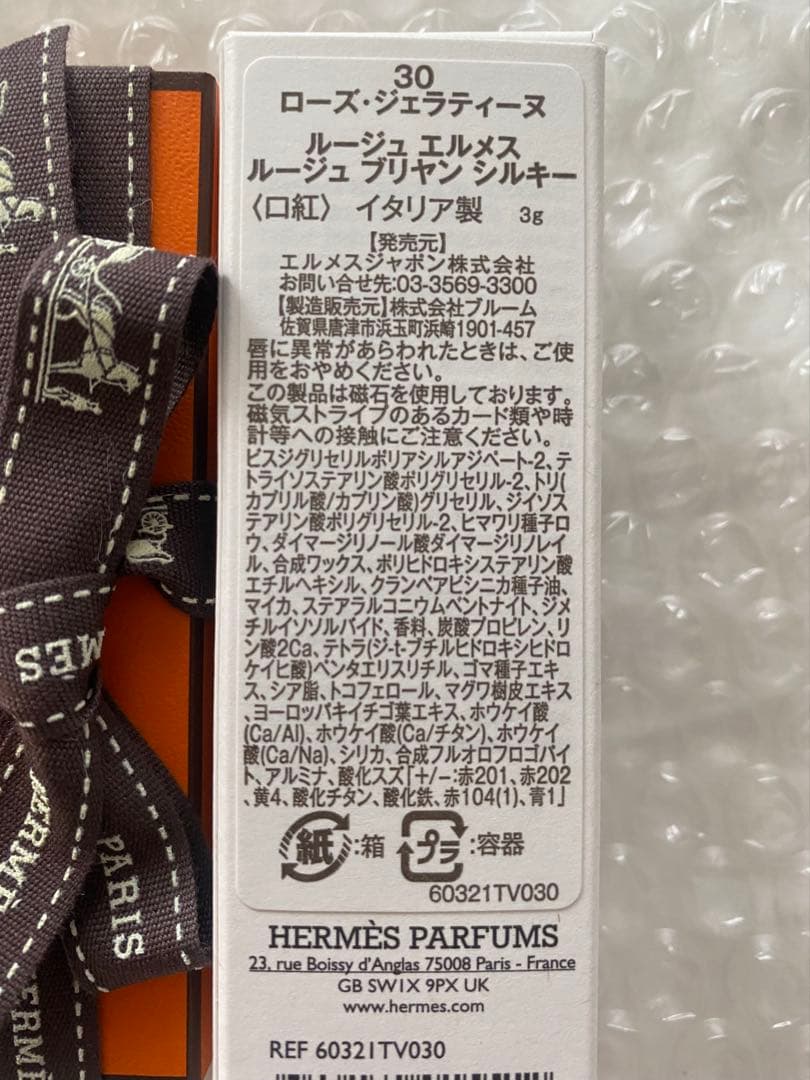 30
ローズ・ジェラティーヌ
ルージュ エルメス
ルージュ ブリヤン シルキー
〈口紅〉 イタリア製 3g
【発売元】
エルメスジャポン株式会社
お問い合せ先:03-3569-3300
【製造販売元】株式会社ブルーム
佐賀県唐津市浜玉町浜崎1901-457
唇に異常があらわれたときは、ご使
用をおやめください。
この製品は磁石を使用しております。
磁気ストライプのあるカード類や時
計等への接触にご注意ください。
ビスジグリセリルポリアシルアジペート-2、テ
トライソステアリン酸ポリグリセリル-2、トリ(
カプリル酸/カプリン酸)グリセリル、ジイソス
テアリン酸ポリグリセリル-2、ヒマワリ種子ロ
ウ、ダイマージリノール酸ダイマージリノレイ
ル、合成ワックス、ポリヒドロキシステアリン酸
エチルヘキシル、クランベアビシニカ種子油、
マイカ、ステアラルコニウムベントナイト、ジメ
チルイソソルバイド、香料、炭酸プロピレン、リン
酸2Ca、テトラ(ジ-t-ブチルヒドロキシヒドロ
ケイヒ酸)ペンタエリスリチル、ゴマ種子エキ
ス、シア脂、トコフェロール、マグワ樹皮エキス
、ヨーロッパキイチゴ葉エキス、ホウケイ酸
(Ca/Al)、ホウケイ酸(Ca/チタン)、ホウケイ
酸(Ca/Na)、シリカ、合成フルオロフロゴパイ
ト、アルミナ、酸化スズ「+/−:赤201、赤202
、黄4、酸化チタン、酸化鉄、赤104(1)、青1」
紙:箱 プラ:容器
60321TV030
HERMÈS PARFUMS
23, rue Boissy d'Anglas 75008 Paris - France
GB SW1X 9PX UK
www.hermes.com
REF 60321TV030
MÈS
HERMÈ
PARIS
HERMÈ